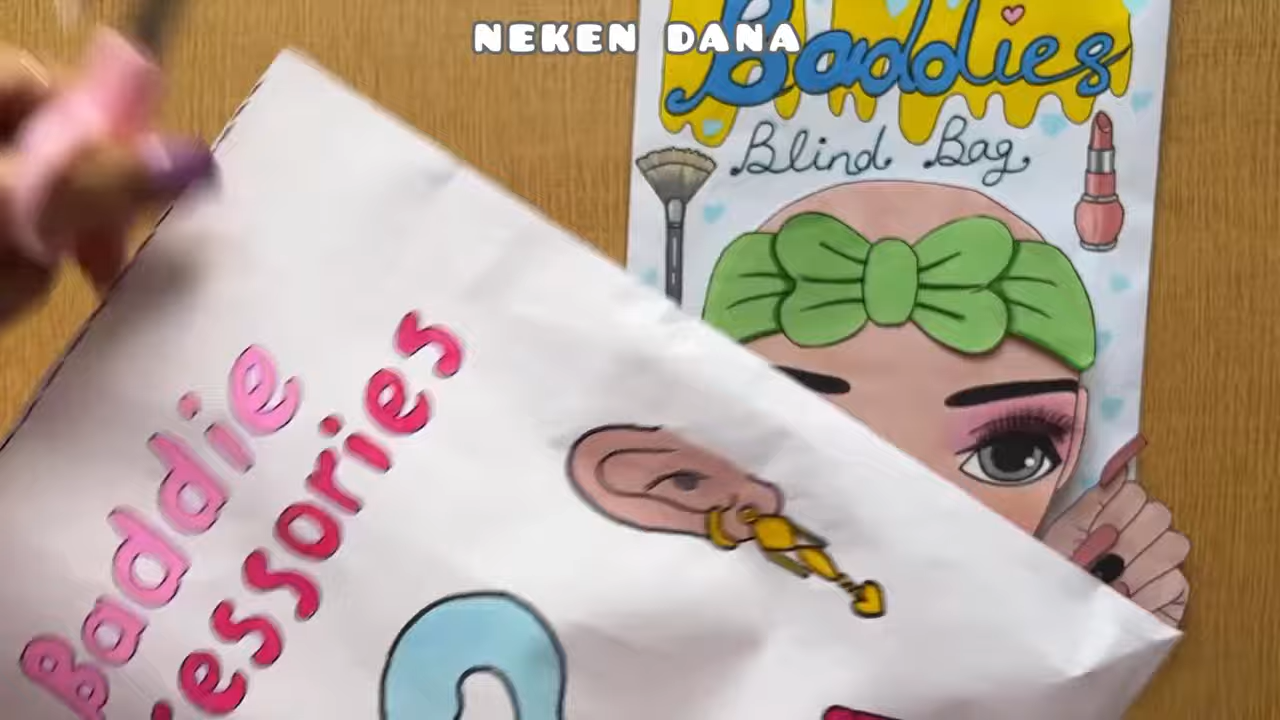 NEKEN DANA
Baddies
Blind Bag
Baddie
essories